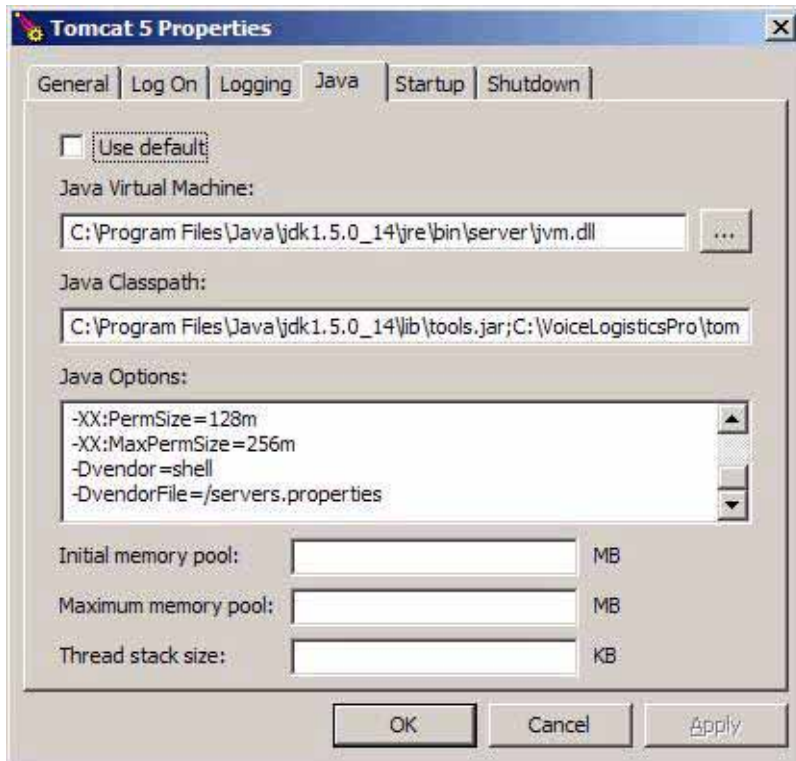 Tomcat 5 Properties
General Log On Logging Java Startup Shutdown
Use default
Java Virtual Machine:
C:\Program Files\Java\jdk1.5.0_14\jre\bin\server\jvm.dll ...
Java Classpath:
C:\Program Files\Java\jdk1.5.0_14\lib\tools.jar;C:\VoiceLogisticsPro\tom
Java Options:
-XX:PermSize=128m
-XX:MaxPermSize=256m
-Dvendor=shell
-DvendorFile=/servers.properties
Initial memory pool: MB
Maximum memory pool: MB
Thread stack size: KB
OK Cancel Apply